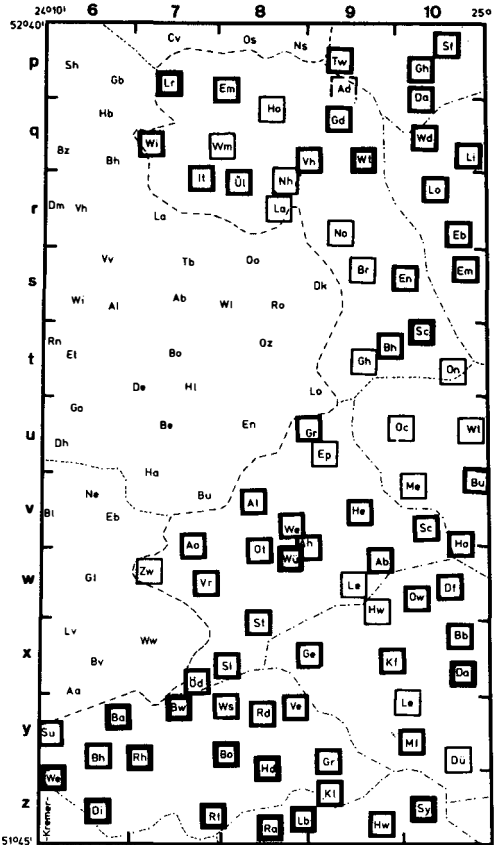 24°10' 6 7 8 9 10 25°
52°40'
Cv Os Ns Sf
p Sh Tw Gh
Gb Lr Em Ad Da
Hb Ho Gd
q Wi Wm Wd
Bz Bh Vh Wt Li
It Ül Nh Lo
r Dm Vh La La
No Eb
Vv Tb Oo Br Em
s Dk En
Wi Al Ab Wl Ro
Rn Oz Sc
t El Bo Bh
Gh On
De Hl Lo
Go
u Be En Gr Oc Wl
Dh Ep
Ha Me Bu
Ne Bu Al He
v Bl Eb We Sc
Ao Ot Ah Ha
Wü Ab
w Gl Zw Vr Le Df
Hw Ow
Lv Ww St Bb
x Bv Sl Ge Kf Da
Aa Öd
Ba Bw Ws Rd Ve Le
y Su Ml
Bh Rh Bo Hd Gr Dü
We
z Di Rf Kl Sy
Ra Lb Hw
51°45'
-Kremer-